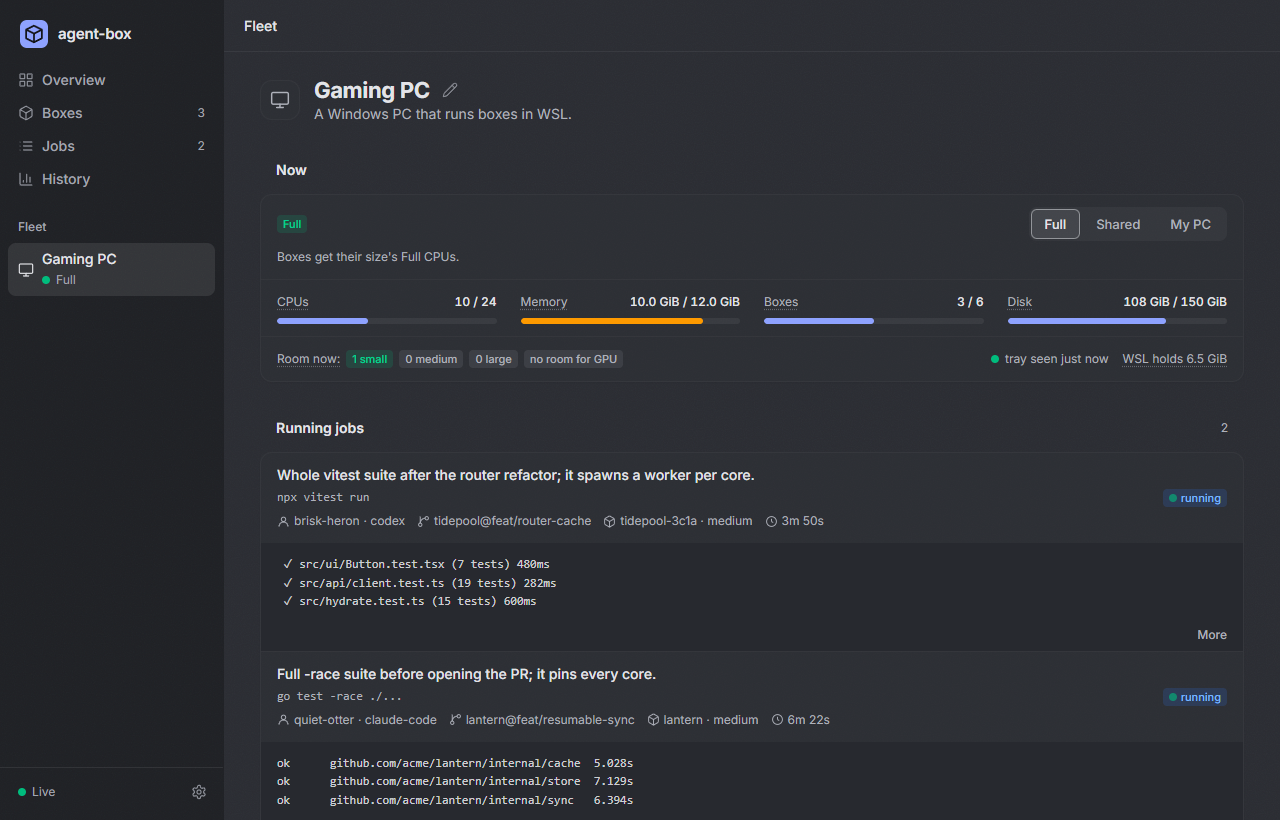 agent-box
Overview
Boxes 3
Jobs 2
History
Fleet
Gaming PC
Full
Live
Fleet
Gaming PC
A Windows PC that runs boxes in WSL.
Now
Full
Full Shared My PC
Boxes get their size's Full CPUs.
CPUs 10 / 24 Memory 10.0 GiB / 12.0 GiB Boxes 3 / 6 Disk 108 GiB / 150 GiB
Room now: 1 small 0 medium 0 large no room for GPU tray seen just now WSL holds 6.5 GiB
Running jobs 2
Whole vitest suite after the router refactor; it spawns a worker per core.
npx vitest run
running
brisk-heron · codex tidepool@feat/router-cache tidepool-3c1a · medium 3m 50s
✓ src/ui/Button.test.tsx (7 tests) 480ms
✓ src/api/client.test.ts (19 tests) 282ms
✓ src/hydrate.test.ts (15 tests) 600ms
More
Full -race suite before opening the PR; it pins every core.
go test -race ./...
running
quiet-otter · claude-code lantern@feat/resumable-sync lantern · medium 6m 22s
ok github.com/acme/lantern/internal/cache 5.028s
ok github.com/acme/lantern/internal/store 7.129s
ok github.com/acme/lantern/internal/sync 6.394s